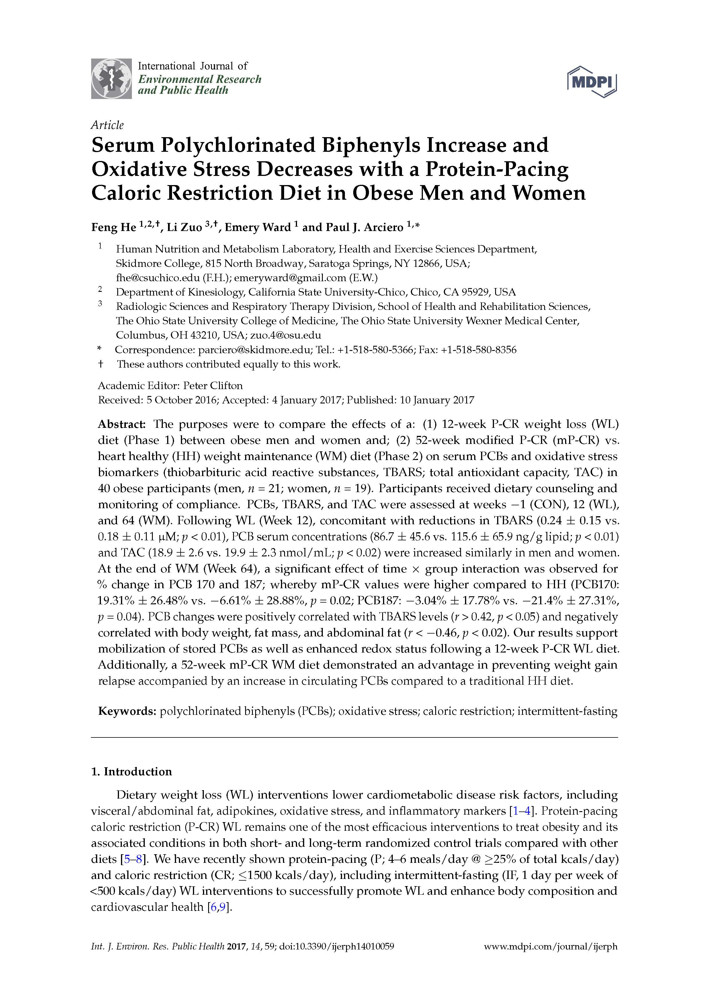 International Journal of
Environmental Research
and Public Health
MDPI
Article
Serum Polychlorinated Biphenyls Increase and
Oxidative Stress Decreases with a Protein-Pacing
Caloric Restriction Diet in Obese Men and Women
Feng He 1,2,†, Li Zuo 3,†, Emery Ward 1 and Paul J. Arciero 1,*
1 Human Nutrition and Metabolism Laboratory, Health and Exercise Sciences Department,
Skidmore College, 815 North Broadway, Saratoga Springs, NY 12866, USA;
fhe@csuchico.edu (F.H.); emeryward@gmail.com (E.W.)
2 Department of Kinesiology, California State University-Chico, Chico, CA 95929, USA
3 Radiologic Sciences and Respiratory Therapy Division, School of Health and Rehabilitation Sciences,
The Ohio State University College of Medicine, The Ohio State University Wexner Medical Center,
Columbus, OH 43210, USA; zuo.4@osu.edu
* Correspondence: parciero@skidmore.edu; Tel.: +1-518-580-5366; Fax: +1-518-580-8356
† These authors contributed equally to this work.
Academic Editor: Peter Clifton
Received: 5 October 2016; Accepted: 4 January 2017; Published: 10 January 2017
Abstract: The purposes were to compare the effects of a: (1) 12-week P-CR weight loss (WL)
diet (Phase 1) between obese men and women and; (2) 52-week modified P-CR (mP-CR) vs.
heart healthy (HH) weight maintenance (WM) diet (Phase 2) on serum PCBs and oxidative stress
biomarkers (thiobarbituric acid reactive substances, TBARS; total antioxidant capacity, TAC) in
40 obese participants (men, n = 21; women, n = 19). Participants received dietary counseling and
monitoring of compliance. PCBs, TBARS, and TAC were assessed at weeks −1 (CON), 12 (WL),
and 64 (WM). Following WL (Week 12), concomitant with reductions in TBARS (0.24 ± 0.15 vs.
0.18 ± 0.11 µM; p < 0.01), PCB serum concentrations (86.7 ± 45.6 vs. 115.6 ± 65.9 ng/g lipid; p < 0.01)
and TAC (18.9 ± 2.6 vs. 19.9 ± 2.3 nmol/mL; p < 0.02) were increased similarly in men and women.
At the end of WM (Week 64), a significant effect of time × group interaction was observed for
% change in PCB 170 and 187; whereby mP-CR values were higher compared to HH (PCB170:
19.31% ± 26.48% vs. −6.61% ± 28.88%, p = 0.02; PCB187: −3.04% ± 17.78% vs. −21.4% ± 27.31%,
p = 0.04). PCB changes were positively correlated with TBARS levels (r > 0.42, p < 0.05) and negatively
correlated with body weight, fat mass, and abdominal fat (r < −0.46, p < 0.02). Our results support
mobilization of stored PCBs as well as enhanced redox status following a 12-week P-CR WL diet.
Additionally, a 52-week mP-CR WM diet demonstrated an advantage in preventing weight gain
relapse accompanied by an increase in circulating PCBs compared to a traditional HH diet.
Keywords: polychlorinated biphenyls (PCBs); oxidative stress; caloric restriction; intermittent-fasting
1. Introduction
Dietary weight loss (WL) interventions lower cardiometabolic disease risk factors, including
visceral/abdominal fat, adipokines, oxidative stress, and inflammatory markers [1–4]. Protein-pacing
caloric restriction (P-CR) WL remains one of the most efficacious interventions to treat obesity and its
associated conditions in both short- and long-term randomized control trials compared with other
diets [5–8]. We have recently shown protein-pacing (P; 4–6 meals/day @ ≥25% of total kcals/day)
and caloric restriction (CR; ≤1500 kcals/day), including intermittent-fasting (IF, 1 day per week of
<500 kcals/day) WL interventions to successfully promote WL and enhance body composition and
cardiovascular health [6,9].
Int. J. Environ. Res. Public Health 2017, 14, 59; doi:10.3390/ijerph14010059
www.mdpi.com/journal/ijerph